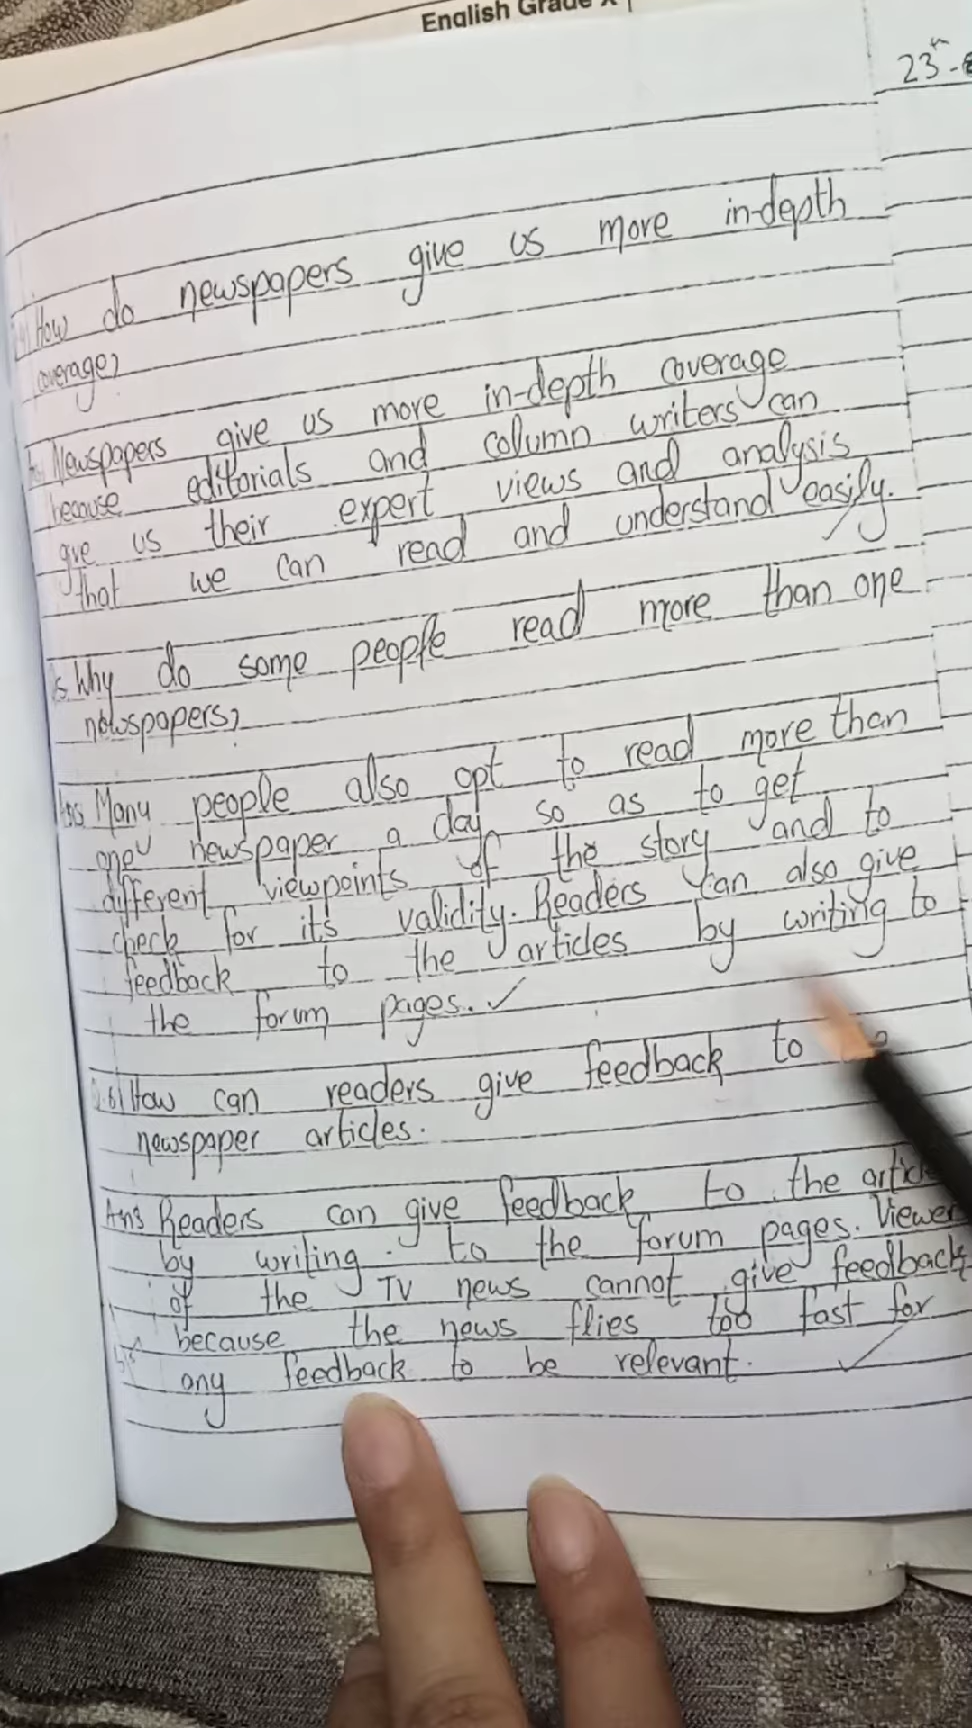 English Grade X
23
How do newspapers give us more in-depth
coverage?
Newspapers give us more in-depth coverage
because editorials and column writers can
give us their expert views and analysis
that we can read and understand easily.
Why do some people read more than one
newspapers?
Ans Many people also opt to read more than
one newspaper a day so as to get
different viewpoints of the story and to
check for it's validity. Readers can also give
feedback to the articles by writing to
the forum pages.
How can readers give feedback to
newspaper articles.
Ans Readers can give feedback to the
by writing to the forum pages. Viewer
of the TV news cannot give feedback
because the news flies too fast for
any feedback to be relevant.